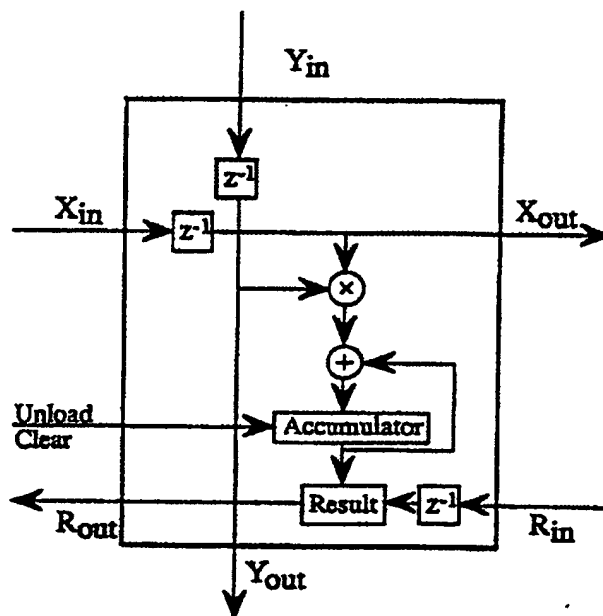 Yin
z-1
Xin
z-1
Xout
×
+
Unload
Clear
Accumulator
Result
z-1
Rout
Rin
Yout